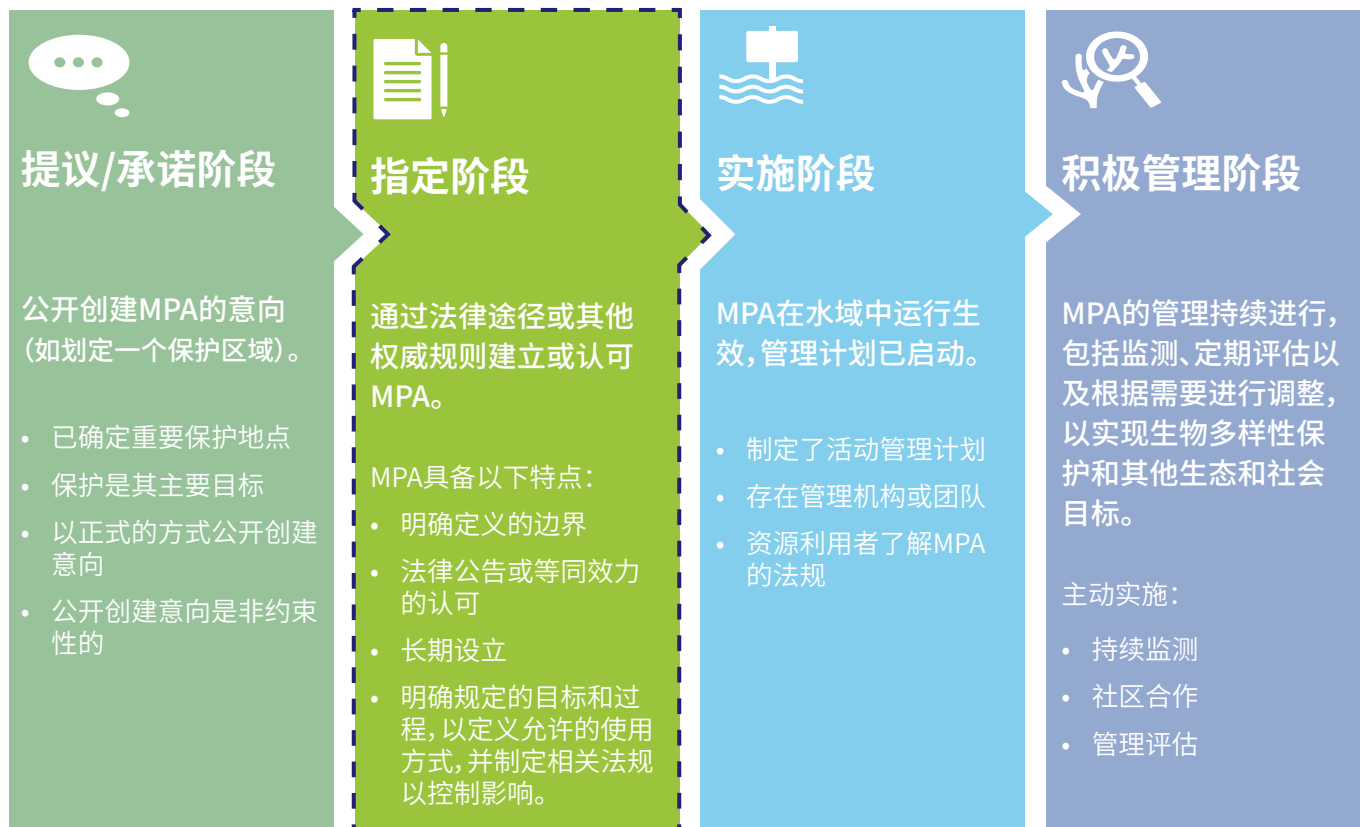 提议/承诺阶段
公开创建MPA的意向
（如划定一个保护区域）。
• 已确定重要保护地点
• 保护是其主要目标
• 以正式的方式公开创建
意向
• 公开创建意向是非约束
性的
指定阶段
通过法律途径或其他
权威规则建立或认可
MPA。
MPA具备以下特点：
• 明确定义的边界
• 法律公告或等同效力
的认可
• 长期设立
• 明确规定的目标和过
程，以定义允许的使用
方式，并制定相关法规
以控制影响。
实施阶段
MPA在水域中运行生
效，管理计划已启动。
• 制定了活动管理计划
• 存在管理机构或团队
• 资源利用者了解MPA
的法规
积极管理阶段
MPA的管理持续进行，
包括监测、定期评估以
及根据需要进行调整，
以实现生物多样性保
护和其他生态和社会
目标。
主动实施：
• 持续监测
• 社区合作
• 管理评估